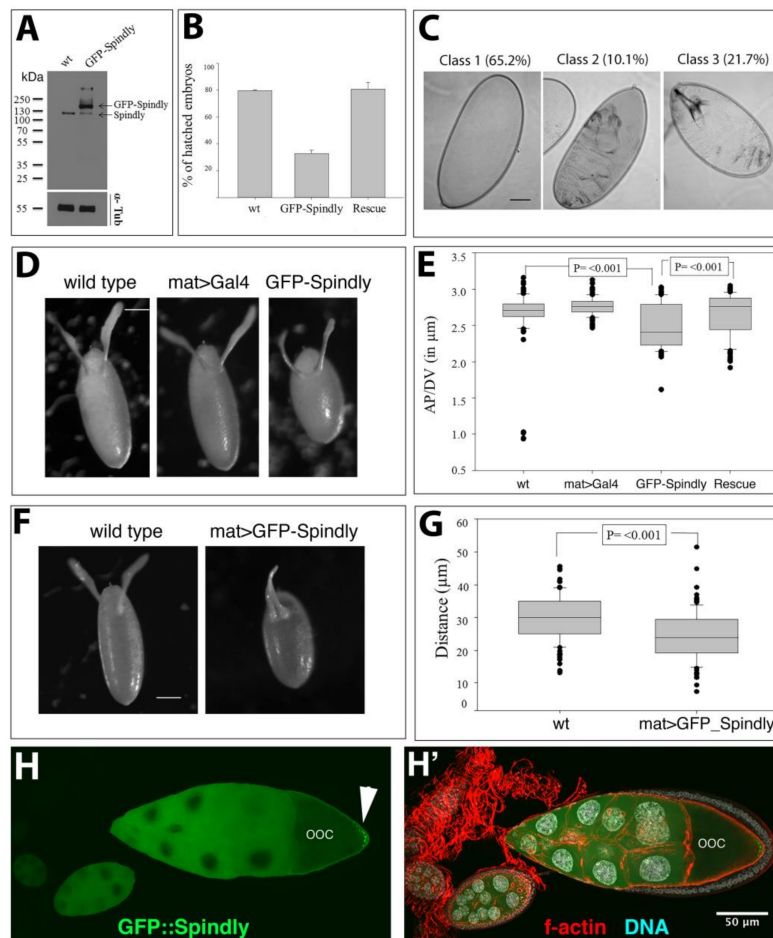 A
wt
GFP-Spindly
kDa
250
130
100
70
55
35
25
15
55
GFP-Spindly
Spindly
α- Tub
B
% of hatched embryos
80
60
40
20
0
wt
GFP-Spindly
Rescue
C
Class 1 (65.2%)
Class 2 (10.1%)
Class 3 (21.7%)
D
wild type
mat>Gal4
GFP-Spindly
E
P= <0.001
P= <0.001
AP/DV (in μm)
3.5
3.0
2.5
2.0
1.5
1.0
0.5
wt
mat>Gal4
GFP-Spindly
Rescue
F
wild type
mat>GFP-Spindly
G
P= <0.001
Distance (μm)
60
50
40
30
20
10
0
wt
mat>GFP_Spindly
H
OOC
GFP::Spindly
H'
OOC
f-actin
DNA
50 μm